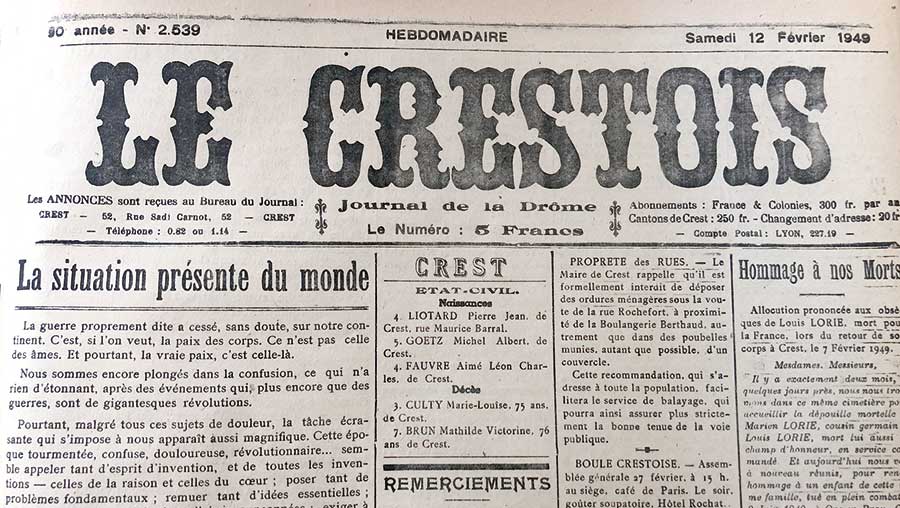 90 année - N° 2.539
HEBDOMADAIRE
Samedi 12 Février 1949
LE CRESTOIS
Les ANNONCES sont reçues au Bureau du Journal :
CREST — 52, Rue Sadi Carnot, 52 — CREST
— Téléphone : 0.82 ou 1.14 —
Journal de la Drôme
Le Numéro : 5 Francs
Abonnements : France & Colonies, 300 fr. par an
Cantons de Crest : 250 fr. - Changement d'adresse : 20 fr
— Compte Postal : LYON, 227.19 —
La situation présente du monde
La guerre proprement dite a cessé, sans doute, sur notre con-
tinent. C'est, si l'on veut, la paix des corps. Ce n'est pas celle
des âmes. Et pourtant, la vraie paix, c'est celle-là.
Nous sommes encore plongés dans la confusion, ce qui n'a
rien d'étonnant, après des événements qui, plus encore que des
guerres, sont de gigantesques révolutions.
Pourtant, malgré tous ces sujets de douleur, la tâche écra-
sante qui s'impose à nous apparaît aussi magnifique. Cette épo-
que tourmentée, confuse, douloureuse, révolutionnaire... sem-
ble appeler tant d'esprit d'invention, et de toutes les inven-
tions — celles de la raison et celles du cœur ; poser tant de
problèmes fondamentaux ; remuer tant d'idées essentielles ;
CREST
ETAT-CIVIL.
Naissances
4. LIOTARD Pierre Jean. de
Crest, rue Maurice Barral.
5. GOETZ Michel Albert, de
Crest.
4. FAUVRE Aimé Léon Char-
les. de Crest.
Décès
3. CULTY Marie-Louise, 75 ans,
de Crest.
7. BRUN Mathilde Victorine, 76
ans de Crest.
REMERCIEMENTS
PROPRETE des RUES. — Le
Maire de Crest rappelle qu'il est
formellement interdit de déposer
des ordures ménagères sous la vou-
te de la rue Rochefort, à proximi-
té de la Boulangerie Berthaud, au-
trement que dans des poubelles
munies, autant que possible, d'un
couvercle.
Cette recommandation, qui s'a-
dresse à toute la population, faci-
litera le service de balayage, qui
pourra ainsi assurer plus stricte-
ment la bonne tenue de la voie
publique.
BOULE CRESTOISE. — Assem-
blée générale 27 février, à 15 h.
au siège, café de Paris. Le soir,
goûter soupatoire, Hôtel Rochat.
Hommage à nos Morts
Allocution prononcée aux obsè-
ques de Louis LORIE, mort pour
la France, lors du retour de son
corps à Crest, le 7 Février 1949.
Mesdames. Messieurs,
Il y a exactement deux mois,
quelques jours près, nous nous trou
vions dans ce même cimetière po
accueillir la dépouille mortelle
Marien LORIE, cousin germain
Louis LORIE, mort lui aussi
champ d'honneur, en service co
mandé. Et aujourd'hui nous v
à nouveau réunis, pour ren
hommage à un enfant de cet
me famille, tué en plein combat